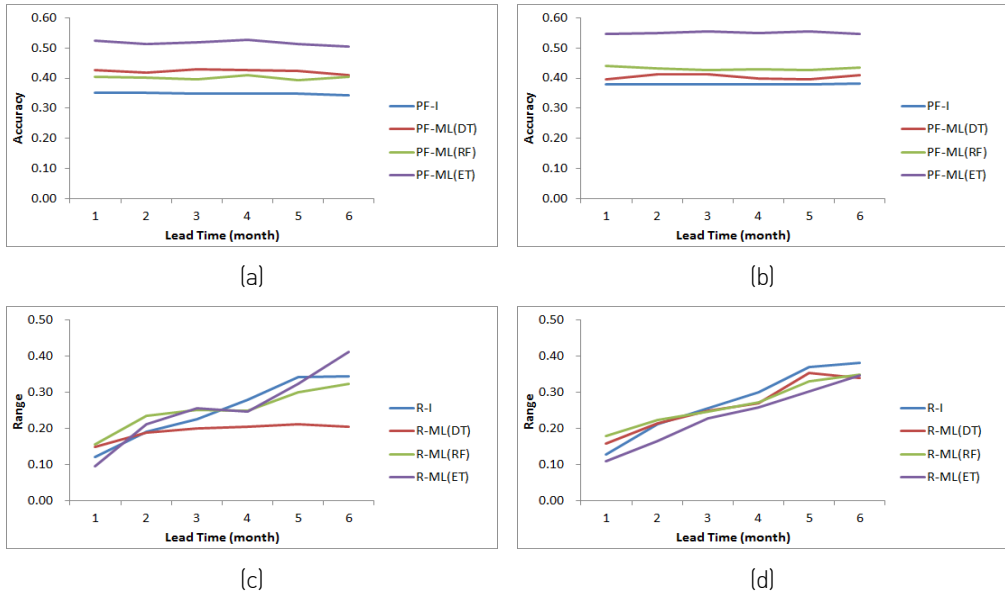 0.60
0.50
0.40
0.30
0.20
0.10
0.00
Accuracy
1 2 3 4 5 6
Lead Time (month)
PF-I
PF-ML(DT)
PF-ML(RF)
PF-ML(ET)
(a)
0.60
0.50
0.40
0.30
0.20
0.10
0.00
Accuracy
1 2 3 4 5 6
Lead Time (month)
PF-I
PF-ML(DT)
PF-ML(RF)
PF-ML(ET)
(b)
0.50
0.40
0.30
0.20
0.10
0.00
Range
1 2 3 4 5 6
Lead Time (month)
R-I
R-ML(DT)
R-ML(RF)
R-ML(ET)
(c)
0.50
0.40
0.30
0.20
0.10
0.00
Range
1 2 3 4 5 6
Lead Time (month)
R-I
R-ML(DT)
R-ML(RF)
R-ML(ET)
(d)